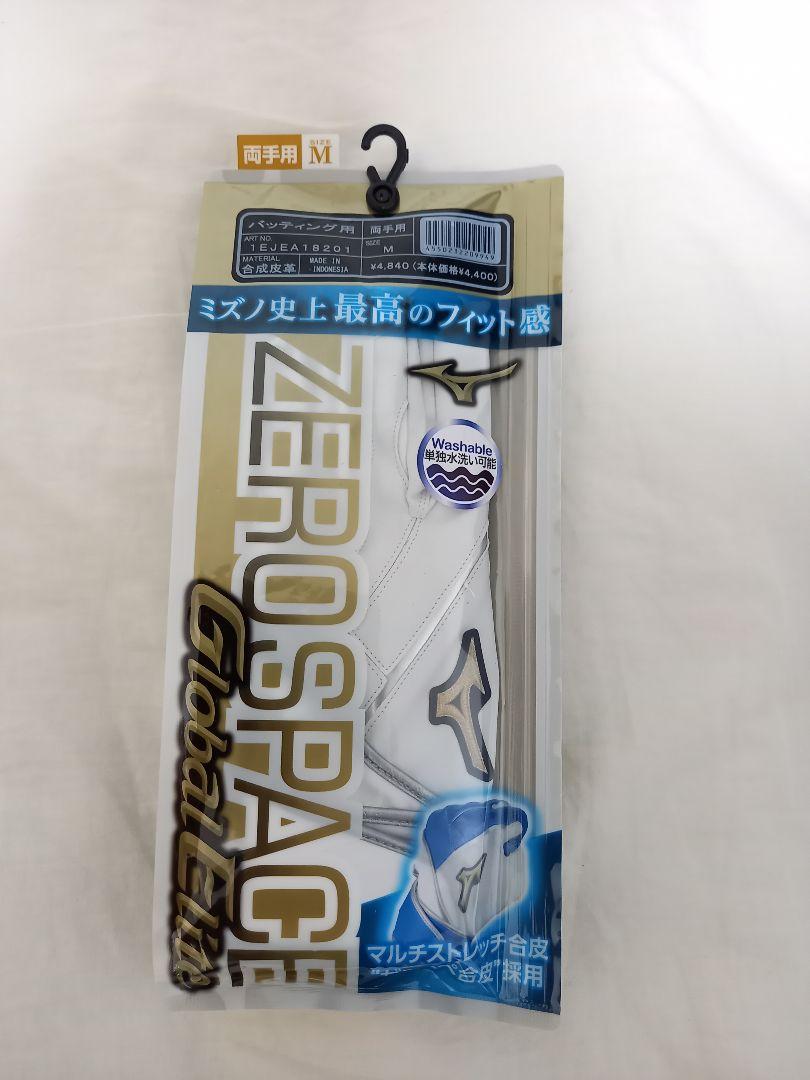 両手用 SIZE M
バッティング用 両手用
ART NO. 1EJEA18201 SIZE M
MATERIAL 合成皮革 MADE IN INDONESIA
4550232209949
¥4,840(本体価格¥4,400)
ミズノ史上最高のフィット感
ZEROSPACE
Global Elite
Washable
単独水洗い可能
マルチストレッチ合皮
合皮"採用